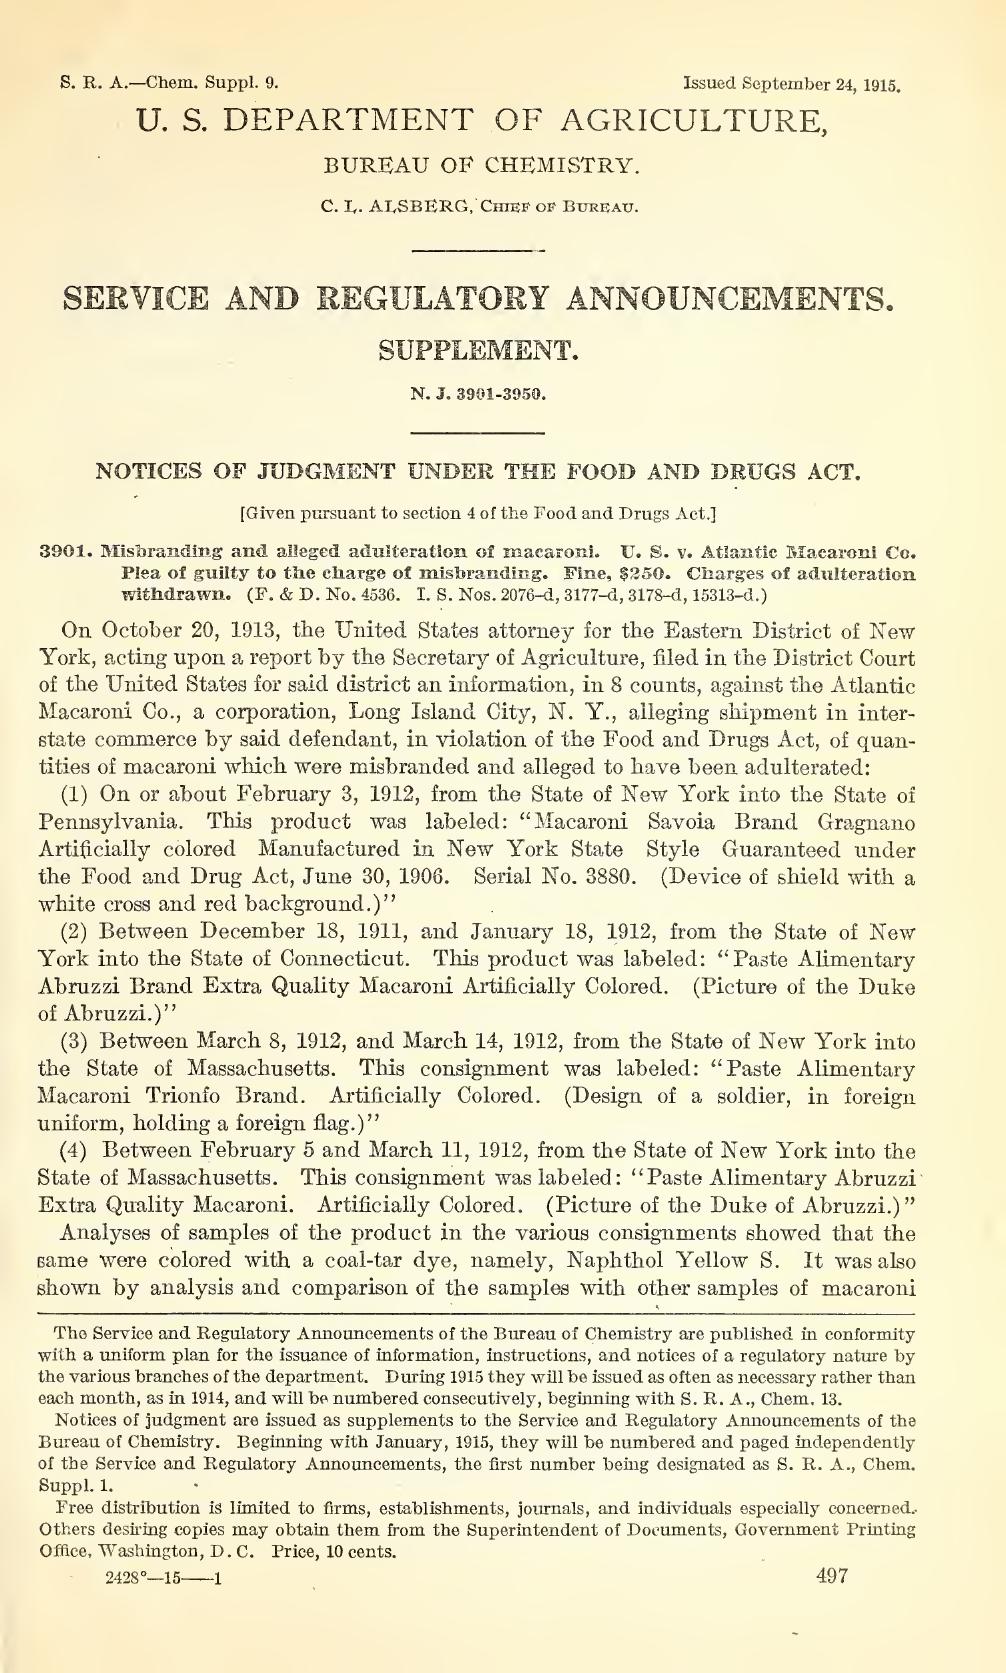 S. R. A.—Chem. Suppl. 9.
Issued September 24, 1915.
U. S. DEPARTMENT OF AGRICULTURE,
BUREAU OF CHEMISTRY.
C. L. ALSBERG, Chief of Bureau.
SERVICE AND REGULATORY ANNOUNCEMENTS.
SUPPLEMENT.
N. J. 3901-3950.
NOTICES OF JUDGMENT UNDER THE FOOD AND DRUGS ACT.
[Given pursuant to section 4 of the Food and Drugs Act.]
3901. Misbranding and alleged adulteration of macaroni. U. S. v. Atlantic Macaroni Co.
Plea of guilty to the charge of misbranding. Fine, $250. Charges of adulteration
withdrawn. (F. & D. No. 4536. I. S. Nos. 2076-d, 3177-d, 3178-d, 15313-d.)
On October 20, 1913, the United States attorney for the Eastern District of New
York, acting upon a report by the Secretary of Agriculture, filed in the District Court
of the United States for said district an information, in 8 counts, against the Atlantic
Macaroni Co., a corporation, Long Island City, N. Y., alleging shipment in inter-
state commerce by said defendant, in violation of the Food and Drugs Act, of quan-
tities of macaroni which were misbranded and alleged to have been adulterated:
(1) On or about February 3, 1912, from the State of New York into the State of
Pennsylvania. This product was labeled: “Macaroni Savoia Brand Gragnano
Artificially colored Manufactured in New York State Style Guaranteed under
the Food and Drug Act, June 30, 1906. Serial No. 3880. (Device of shield with a
white cross and red background.)”
(2) Between December 18, 1911, and January 18, 1912, from the State of New
York into the State of Connecticut. This product was labeled: “Paste Alimentary
Abruzzi Brand Extra Quality Macaroni Artificially Colored. (Picture of the Duke
of Abruzzi.)”
(3) Between March 8, 1912, and March 14, 1912, from the State of New York into
the State of Massachusetts. This consignment was labeled: “Paste Alimentary
Macaroni Trionfo Brand. Artificially Colored. (Design of a soldier, in foreign
uniform, holding a foreign flag.)”
(4) Between February 5 and March 11, 1912, from the State of New York into the
State of Massachusetts. This consignment was labeled: “Paste Alimentary Abruzzi
Extra Quality Macaroni. Artificially Colored. (Picture of the Duke of Abruzzi.)”
Analyses of samples of the product in the various consignments showed that the
same were colored with a coal-tar dye, namely, Naphthol Yellow S. It was also
shown by analysis and comparison of the samples with other samples of macaroni
The Service and Regulatory Announcements of the Bureau of Chemistry are published in conformity
with a uniform plan for the issuance of information, instructions, and notices of a regulatory nature by
the various branches of the department. During 1915 they will be issued as often as necessary rather than
each month, as in 1914, and will be numbered consecutively, beginning with S. R. A., Chem. 13.
Notices of judgment are issued as supplements to the Service and Regulatory Announcements of the
Bureau of Chemistry. Beginning with January, 1915, they will be numbered and paged independently
of the Service and Regulatory Announcements, the first number being designated as S. R. A., Chem.
Suppl. 1.
Free distribution is limited to firms, establishments, journals, and individuals especially concerned.
Others desiring copies may obtain them from the Superintendent of Documents, Government Printing
Office, Washington, D. C. Price, 10 cents.
2428°—15——1
497